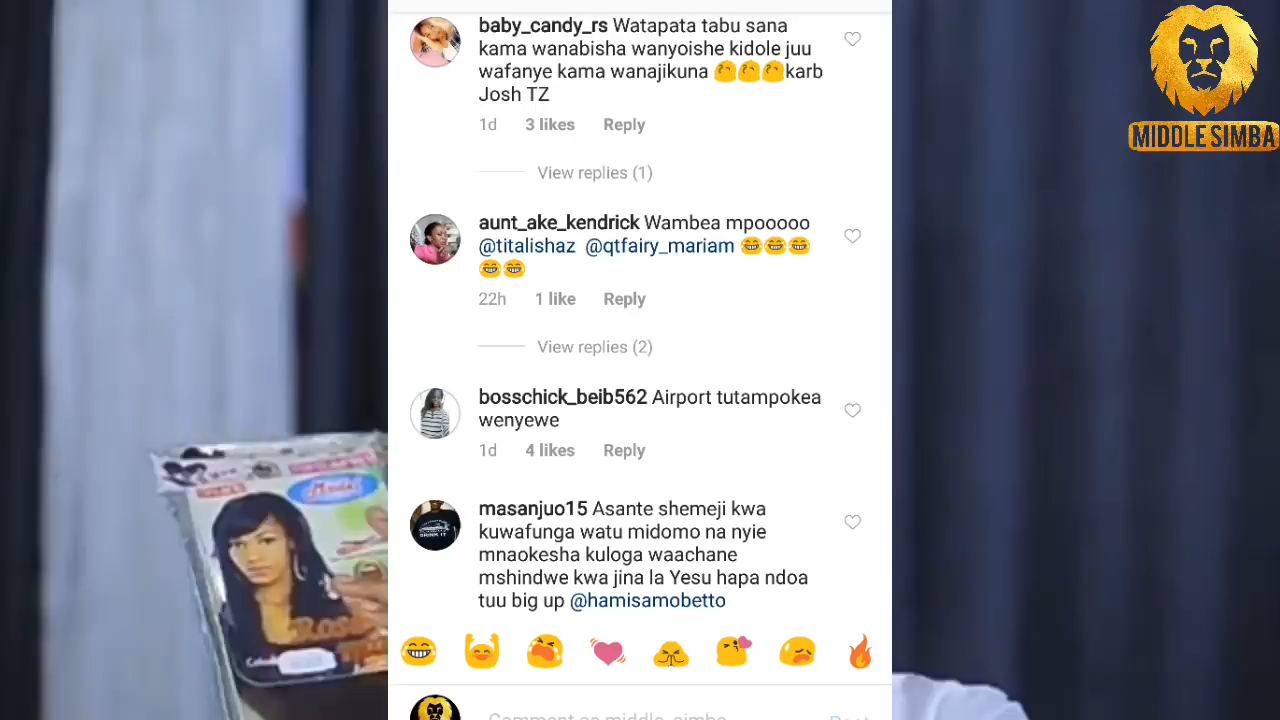 baby_candy_rs Watapata tabu sana
kama wanabisha wanyoishe kidole juu
wafanye kama wanajikuna 🤭🤭🤭karb
Josh TZ
1d 3 likes Reply
View replies (1)
aunt_ake_kendrick Wambea mpooooo
@titalishaz @qtfairy_mariam 😂😂😂
😂😂
22h 1 like Reply
View replies (2)
bosschick_beib562 Airport tutampokea
wenyewe
1d 4 likes Reply
masanjuo15 Asante shemeji kwa
kuwafunga watu midomo na nyie
mnaokesha kuloga waachane
mshindwe kwa jina la Yesu hapa ndoa
tuu big up @hamisamobetto
MIDDLE SIMBA